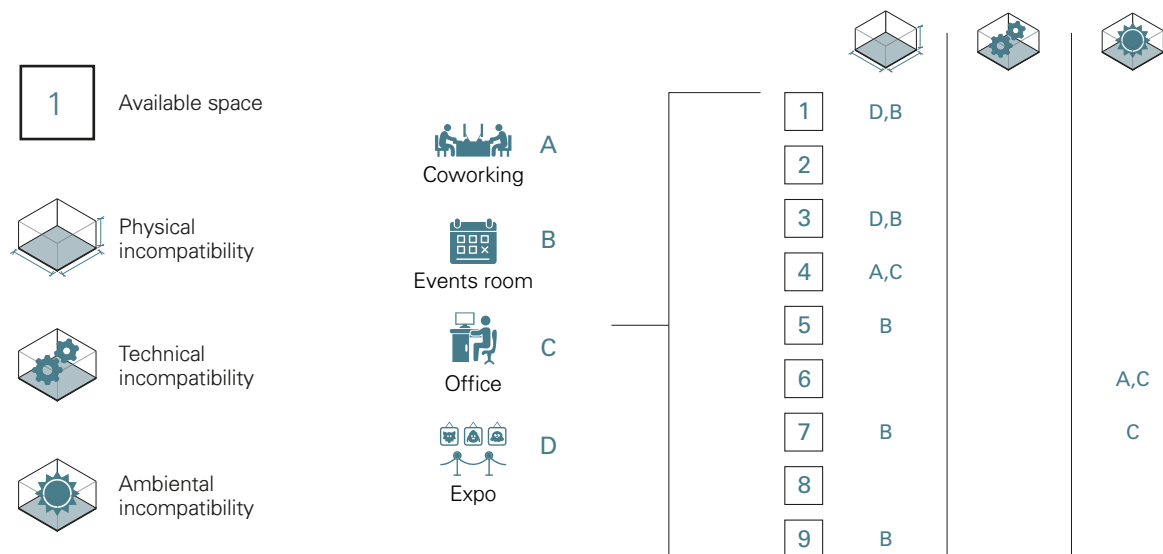 1
Available space
Physical
incompatibility
Technical
incompatibility
Ambiental
incompatibility
A
Coworking
B
Events room
C
Office
D
Expo
1 D,B
2
3 D,B
4 A,C
5 B
6 A,C
7 B C
8
9 B